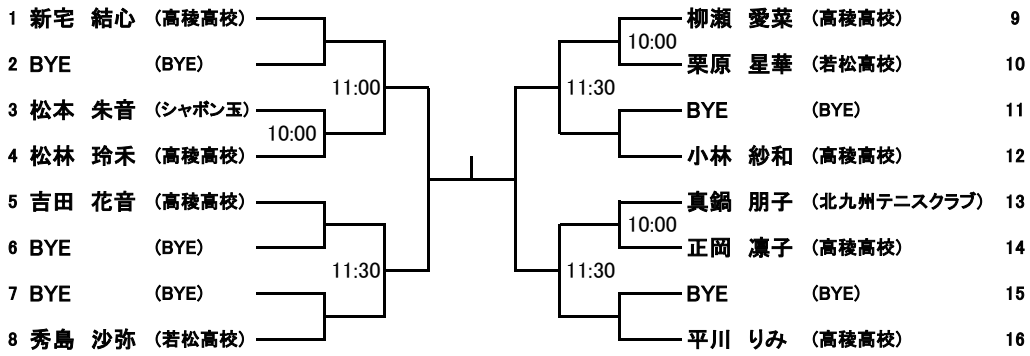 1 新宅 結心 (高稜高校)
2 BYE (BYE)
3 松本 朱音 (シャボン玉)
4 松林 玲禾 (高稜高校)
5 吉田 花音 (高稜高校)
6 BYE (BYE)
7 BYE (BYE)
8 秀島 沙弥 (若松高校)
10:00
11:00
11:30
柳瀬 愛菜 (高稜高校) 9
栗原 星華 (若松高校) 10
BYE (BYE) 11
小林 紗和 (高稜高校) 12
真鍋 朋子 (北九州テニスクラブ) 13
正岡 凛子 (高稜高校) 14
BYE (BYE) 15
平川 りみ (高稜高校) 16
10:00
11:30
10:00
11:30